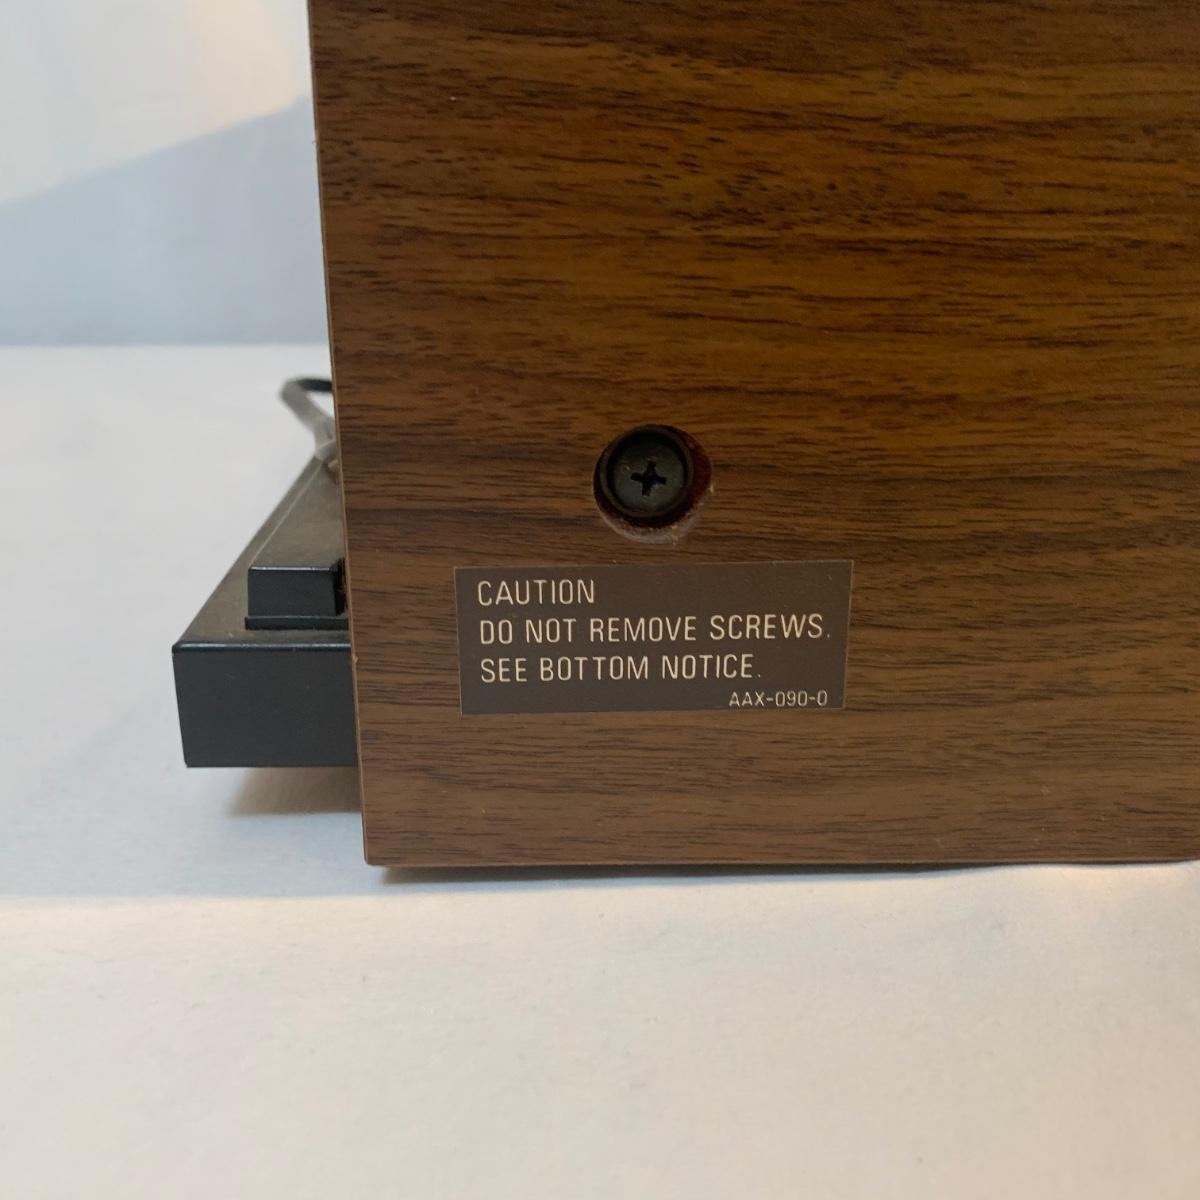 CAUTION
DO NOT REMOVE SCREWS.
SEE BOTTOM NOTICE.
AAX-090-0